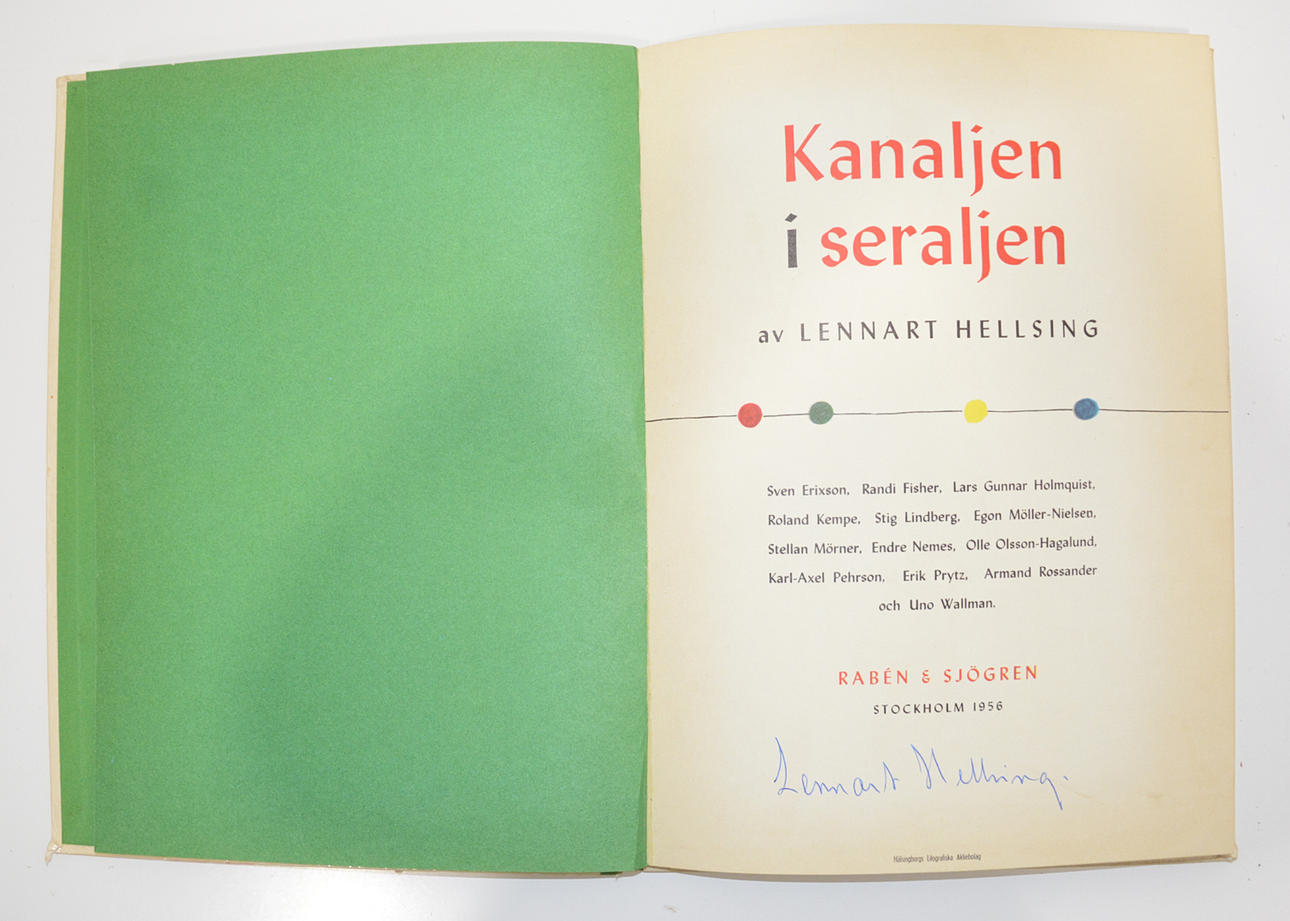 Kanaljen
i seraljen
av LENNART HELLSING
Sven Erixson, Randi Fisher, Lars Gunnar Holmquist,
Roland Kempe, Stig Lindberg, Egon Möller-Nielsen,
Stellan Mörner, Endre Nemes, Olle Olsson-Hagalund,
Karl-Axel Pehrson, Erik Prytz, Armand Rossander
och Uno Wallman.
RABÉN & SJÖGREN
STOCKHOLM 1956
Lennart Hellsing.
Hälsingborgs Litografiska Aktiebolag